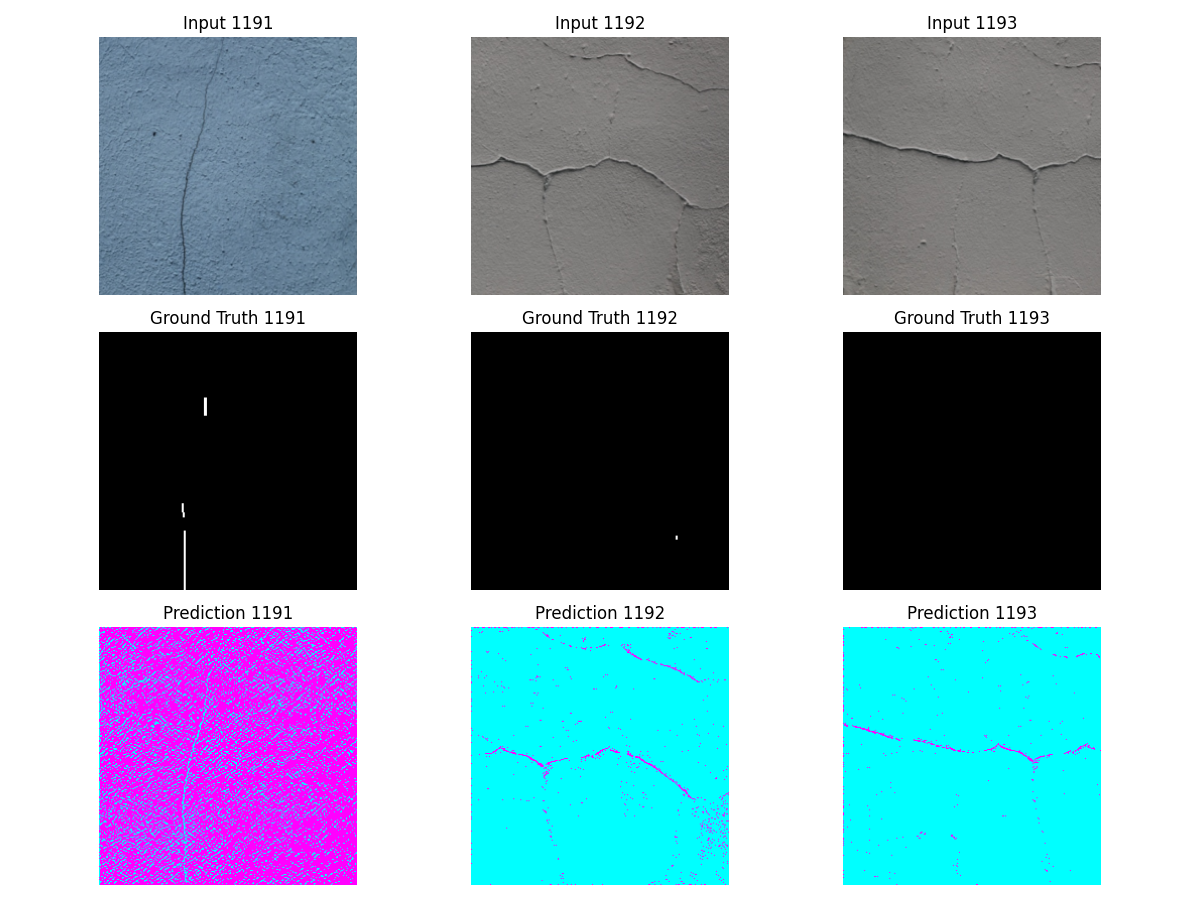 Input 1191
Input 1192
Input 1193
Ground Truth 1191
Ground Truth 1192
Ground Truth 1193
Prediction 1191
Prediction 1192
Prediction 1193